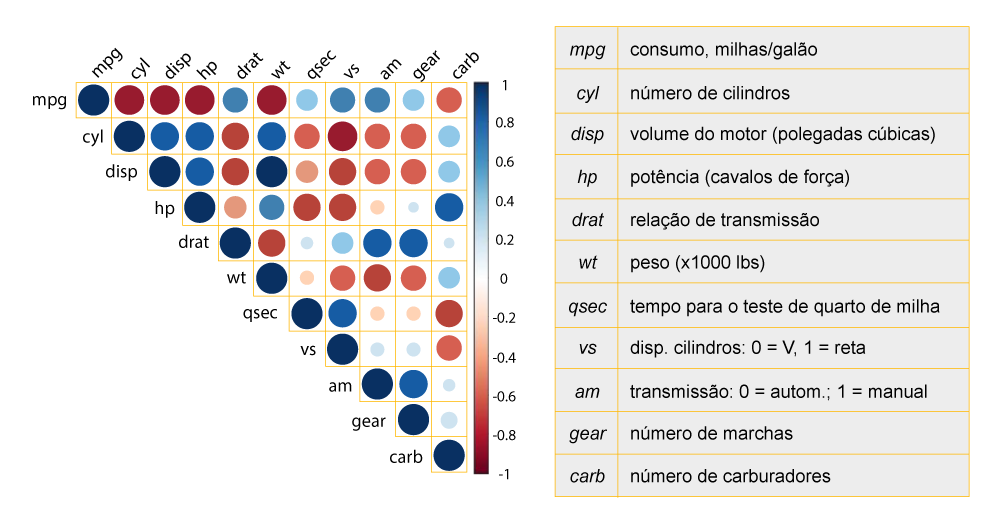 mpg cyl disp hp drat wt qsec vs am gear carb
mpg
cyl
disp
hp
drat
wt
qsec
vs
am
gear
carb
1
0.8
0.6
0.4
0.2
0
-0.2
-0.4
-0.6
-0.8
-1
mpg consumo, milhas/galão
cyl número de cilindros
disp volume do motor (polegadas cúbicas)
hp potência (cavalos de força)
drat relação de transmissão
wt peso (x1000 lbs)
qsec tempo para o teste de quarto de milha
vs disp. cilindros: 0 = V, 1 = reta
am transmissão: 0 = autom.; 1 = manual
gear número de marchas
carb número de carburadores